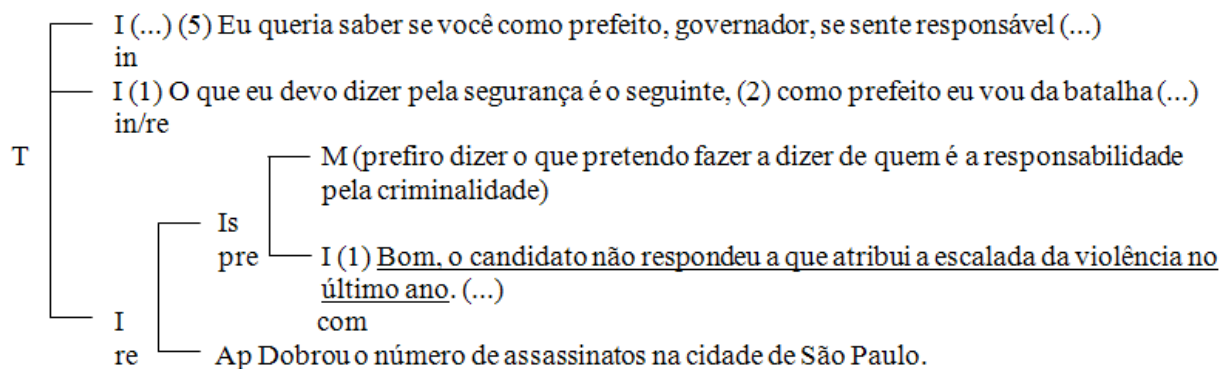 I (...) (5) Eu queria saber se você como prefeito, governador, se sente responsável (...)
in
I (1) O que eu devo dizer pela segurança é o seguinte, (2) como prefeito eu vou da batalha (...)
in/re
T
M (prefiro dizer o que pretendo fazer a dizer de quem é a responsabilidade
pela criminalidade)
Is
pre
I (1) Bom, o candidato não respondeu a que atribui a escalada da violência no
último ano. (...)
com
I
re
Ap Dobrou o número de assassinatos na cidade de São Paulo.